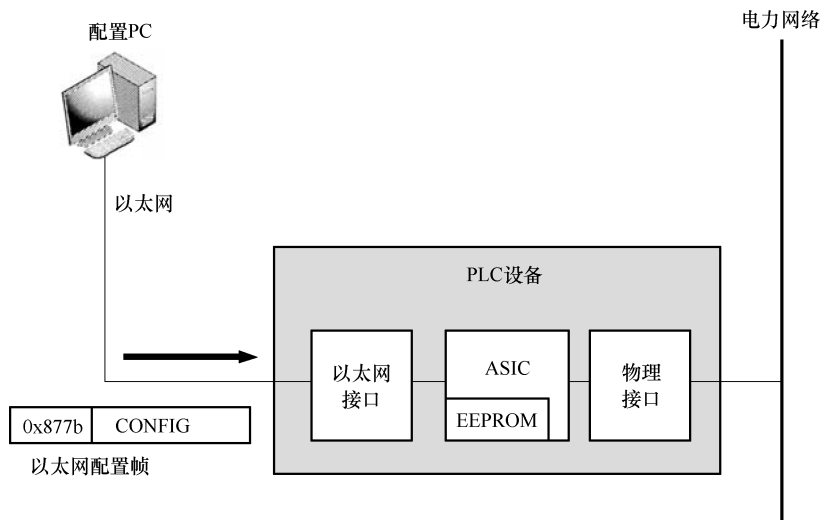 电力网络
配置PC
以太网
PLC设备
以太网
接口
ASIC
EEPROM
物理
接口
0x877b
CONFIG
以太网配置帧